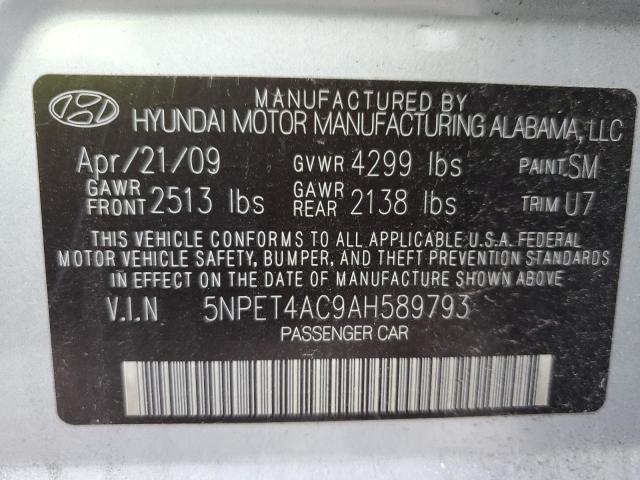 MANUFACTURED BY
HYUNDAI MOTOR MANUFACTURING ALABAMA, LLC
Apr/21/09 GVWR 4299 lbs PAINT SM
GAWR FRONT 2513 lbs GAWR REAR 2138 lbs TRIM U7
THIS VEHICLE CONFORMS TO ALL APPLICABLE U.S.A. FEDERAL
MOTOR VEHICLE SAFETY, BUMPER, AND THEFT PREVENTION STANDARDS
IN EFFECT ON THE DATE OF MANUFACTURE SHOWN ABOVE
V.I.N 5NPET4AC9AH589793
PASSENGER CAR